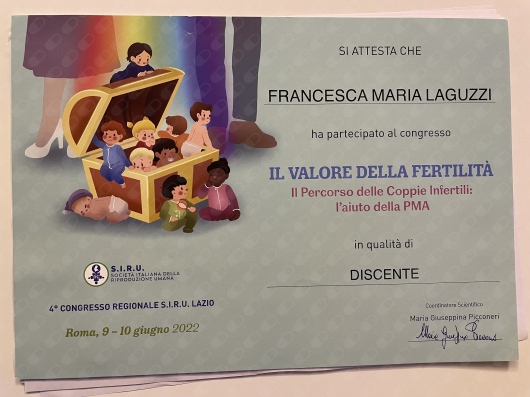 SI ATTESTA CHE
FRANCESCA MARIA LAGUZZI
ha partecipato al congresso
IL VALORE DELLA FERTILITÀ
Il Percorso delle Coppie Infertili:
l'aiuto della PMA
in qualità di
DISCENTE
S.I.R.U.
SOCIETÀ ITALIANA DELLA
RIPRODUZIONE UMANA
4° CONGRESSO REGIONALE S.I.R.U. LAZIO
Roma, 9 – 10 giugno 2022
Coordinatore Scientifico
Maria Giuseppina Picconeri